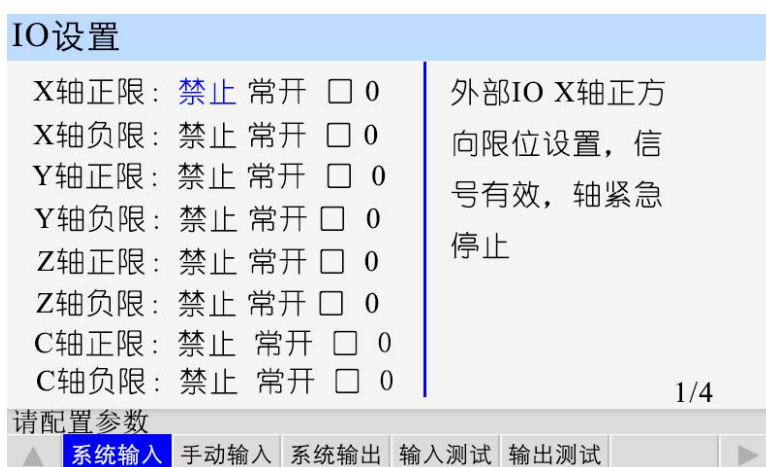 IO设置
X轴正限: 禁止 常开 □ 0
X轴负限: 禁止 常开 □ 0
Y轴正限: 禁止 常开 □ 0
Y轴负限: 禁止 常开 □ 0
Z轴正限: 禁止 常开 □ 0
Z轴负限: 禁止 常开 □ 0
C轴正限: 禁止 常开 □ 0
C轴负限: 禁止 常开 □ 0
外部IO X轴正方
向限位设置，信
号有效，轴紧急
停止
1/4
请配置参数
系统输入 手动输入 系统输出 输入测试 输出测试